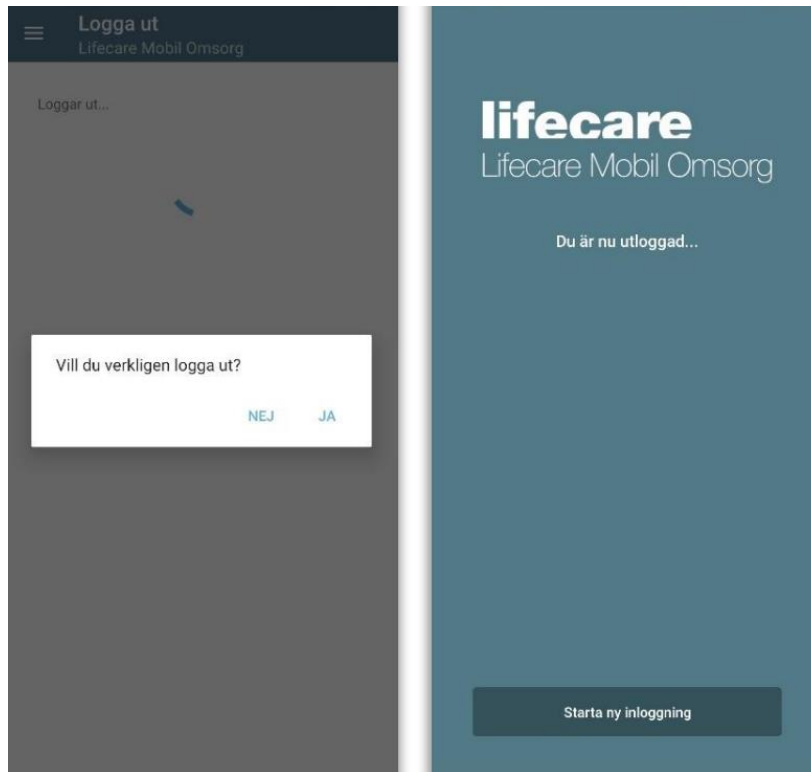 Logga ut
Lifecare Mobil Omsorg
Loggar ut...
Vill du verkligen logga ut?
NEJ JA
lifecare
Lifecare Mobil Omsorg
Du är nu utloggad...
Starta ny inloggning